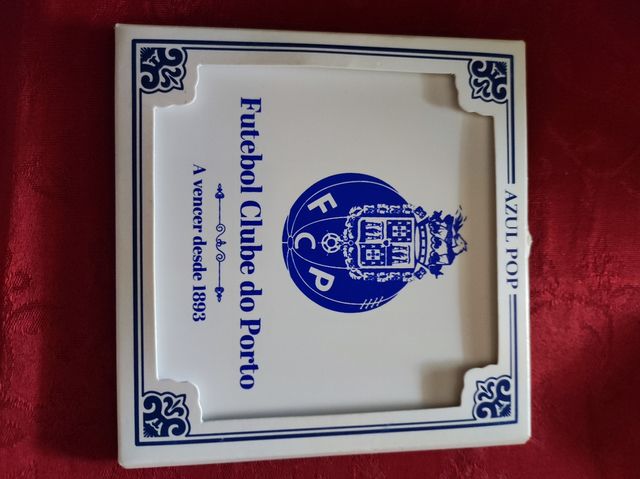 AZUL POP
F C P
Futebol Clube do Porto
A vencer desde 1893